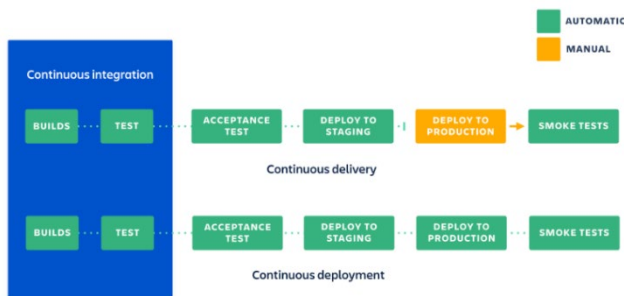 AUTOMATIC
MANUAL
Continuous integration
BUILDS
TEST
ACCEPTANCE
TEST
DEPLOY TO
STAGING
DEPLOY TO
PRODUCTION
SMOKE TESTS
Continuous delivery
BUILDS
TEST
ACCEPTANCE
TEST
DEPLOY TO
STAGING
DEPLOY TO
PRODUCTION
SMOKE TESTS
Continuous deployment